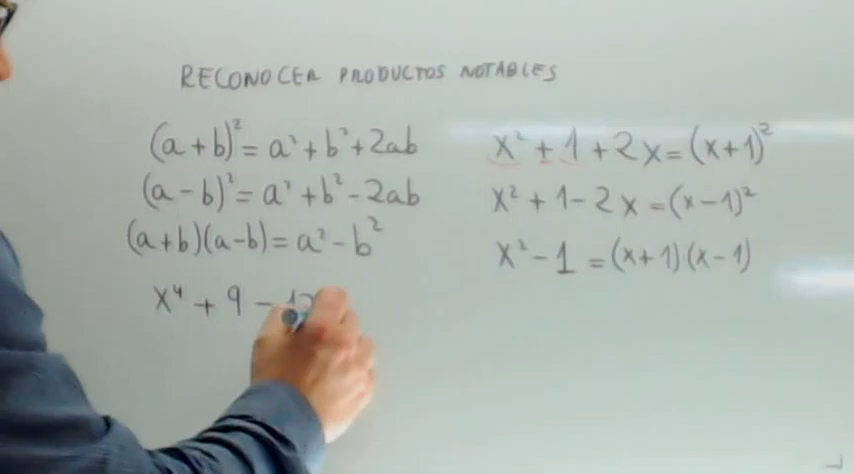 RECONOCER PRODUCTOS NOTABLES
(a+b)² = a² + b² + 2ab
x² + 1 + 2x = (x+1)²
(a-b)² = a² + b² - 2ab
x² + 1 - 2x = (x-1)²
(a+b)(a-b) = a² - b²
x² - 1 = (x+1)(x-1)
x⁴ + 9 -